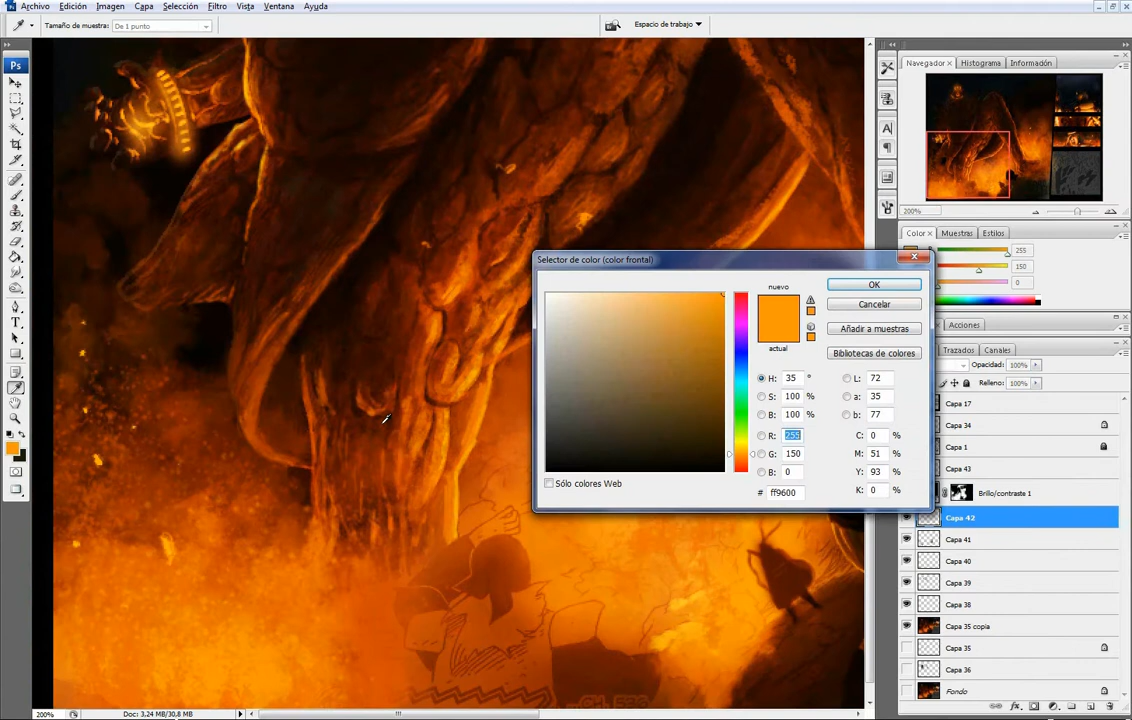 Archivo Edición Imagen Capa Selección Filtro Vista Ventana Ayuda
Tamaño de muestra: De 1 punto
Espacio de trabajo
Ps
Navegador Histograma Información
200%
Color Muestras Estilos
255
150
0
Acciones
Trazados Canales
Opacidad: 100%
Relleno: 100%
Capa 17
Capa 34
Capa 1
Capa 43
Brillo/contraste 1
Capa 42
Capa 41
Capa 40
Capa 39
Capa 38
Capa 35 copia
Capa 35
Capa 36
Fondo
Selector de color (color frontal)
nuevo
actual
OK
Cancelar
Añadir a muestras
Bibliotecas de colores
H: 35 °
S: 100 %
B: 100 %
R: 255
G: 150
B: 0
# ff9600
L: 72
a: 35
b: 77
C: 0 %
M: 51 %
Y: 93 %
K: 0 %
Sólo colores Web
200% Doc: 3,24 MB/30,8 MB